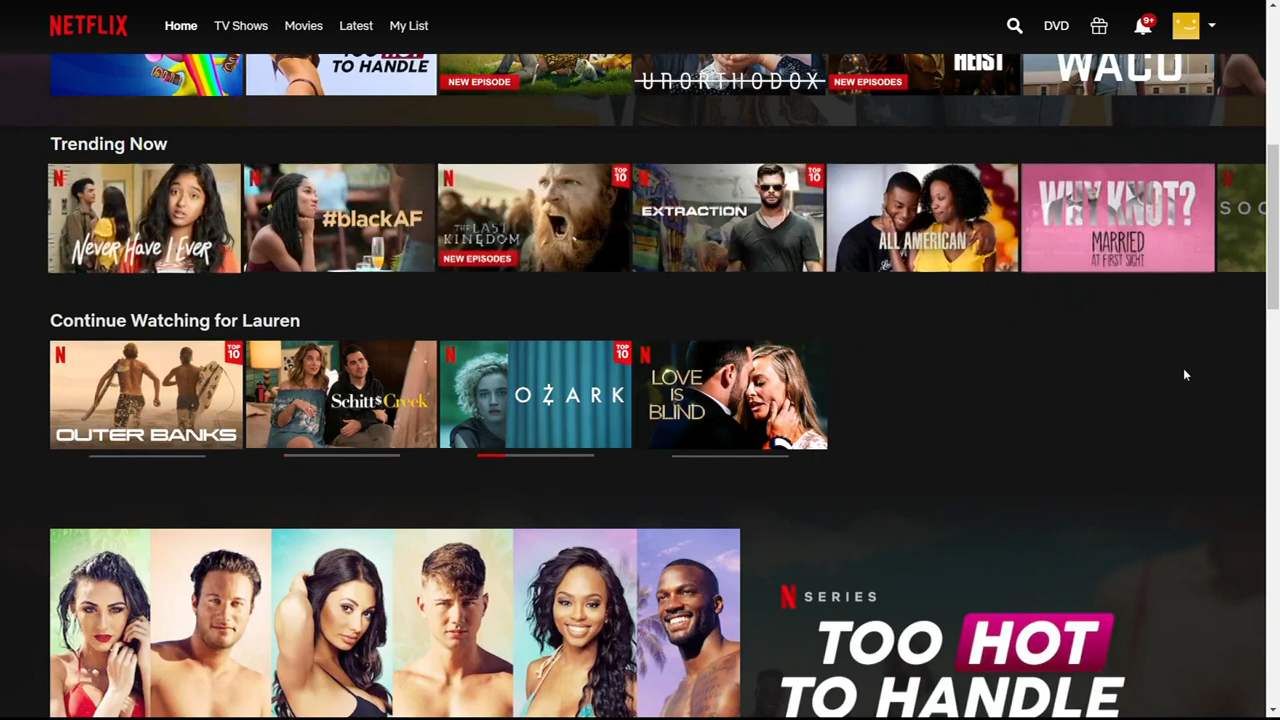 NETFLIX Home TV Shows Movies Latest My List DVD 9+
TOO HOT
TO HANDLE
NEW EPISODE
UNORTHODOX
NEW EPISODES
HEIST
WACO
Trending Now
Never Have I Ever
#blackAF
TOP 10
THE LAST KINGDOM
NEW EPISODES
TOP 10
EXTRACTION
ALL AMERICAN
WHY KNOT?
MARRIED
AT FIRST SIGHT
SOC
Continue Watching for Lauren
TOP 10
OUTER BANKS
Schitt$ Creek
TOP 10
OZARK
LOVE
IS
BLIND
N SERIES
TOO HOT
TO HANDLE